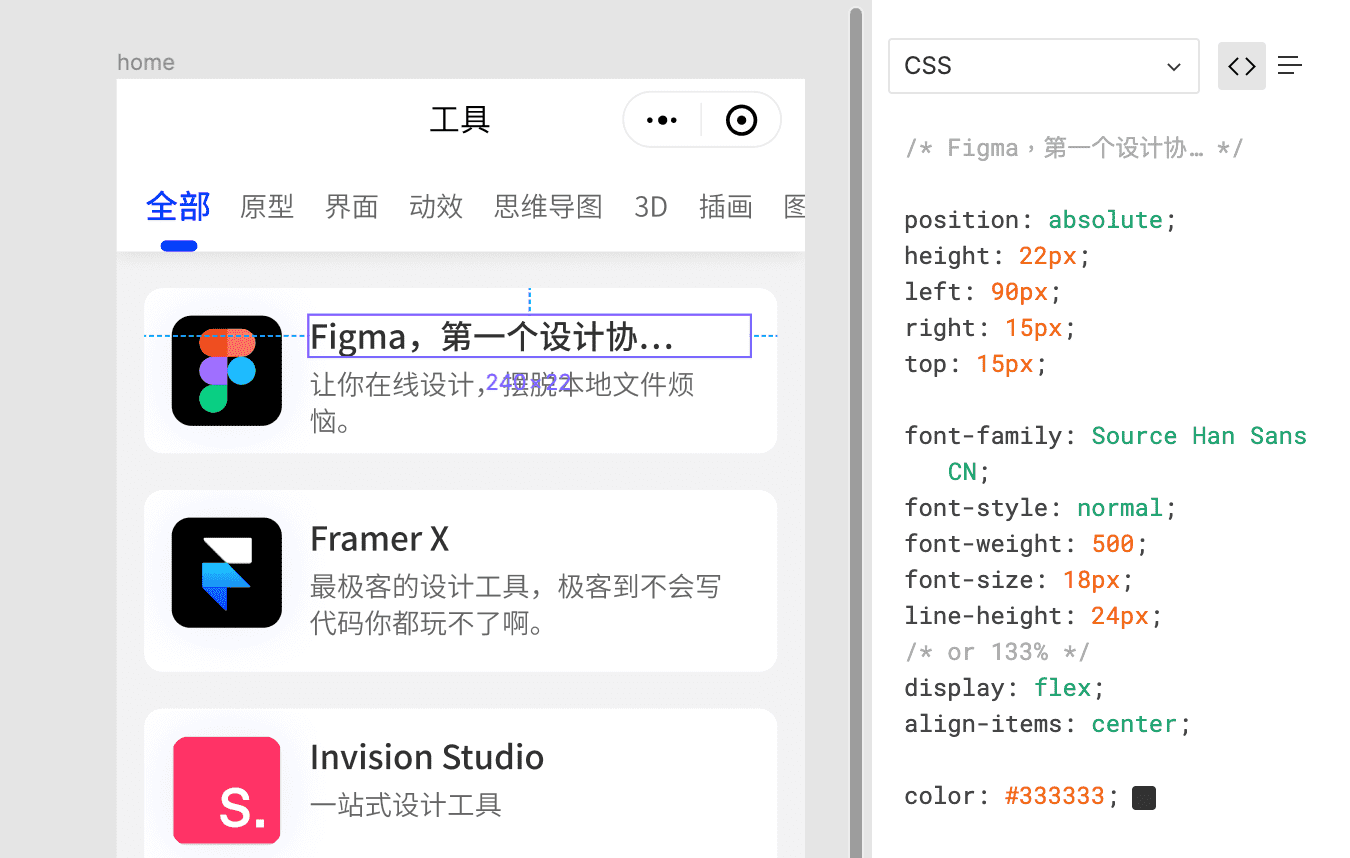 home
工具
全部 原型 界面 动效 思维导图 3D 插画 图
Figma，第一个设计协…
让你在线设计，摆脱本地文件烦
恼。
240 × 22
Framer X
最极客的设计工具，极客到不会写
代码你都玩不了啊。
S.
Invision Studio
一站式设计工具
CSS
/* Figma，第一个设计协… */
position: absolute;
height: 22px;
left: 90px;
right: 15px;
top: 15px;
font-family: Source Han Sans
CN;
font-style: normal;
font-weight: 500;
font-size: 18px;
line-height: 24px;
/* or 133% */
display: flex;
align-items: center;
color: #333333;